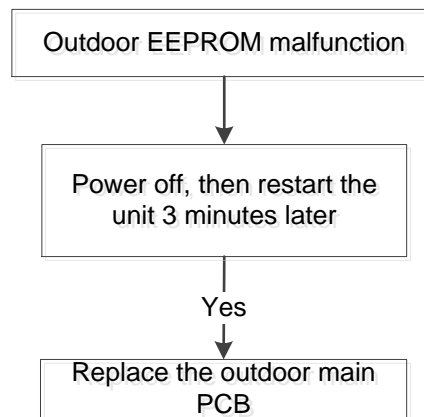 Outdoor EEPROM malfunction
Power off, then restart the
unit 3 minutes later
Yes
Replace the outdoor main
PCB